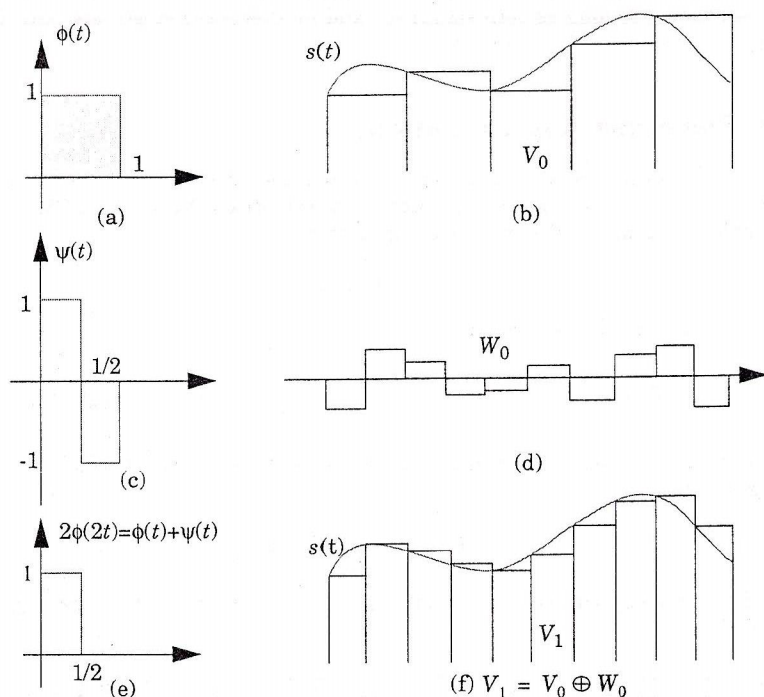 ϕ(t)
1
1
(a)
s(t)
V₀
(b)
ψ(t)
1
1/2
-1
(c)
W₀
(d)
2ϕ(2t)=ϕ(t)+ψ(t)
1
1/2
(e)
s(t)
V₁
(f) V₁ = V₀ ⊕ W₀